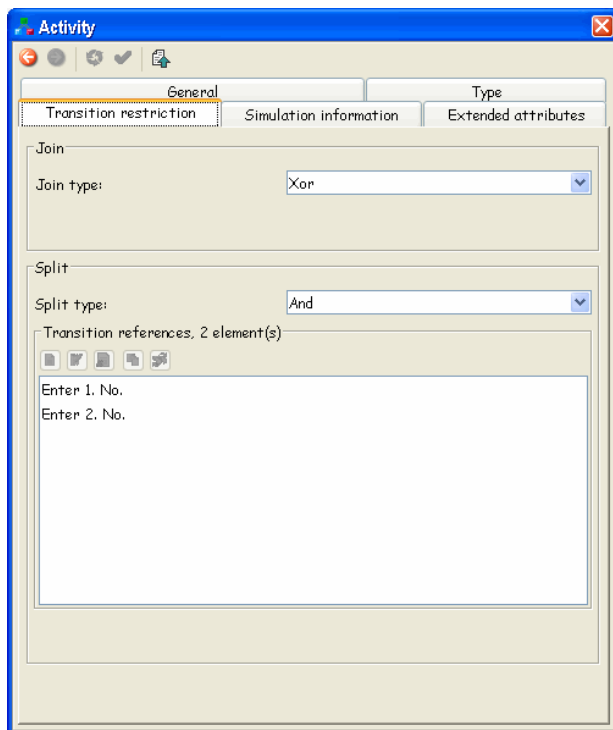 Activity
General
Type
Transition restriction
Simulation information
Extended attributes
Join
Join type:
Xor
Split
Split type:
And
Transition references, 2 element(s)
Enter 1. No.
Enter 2. No.